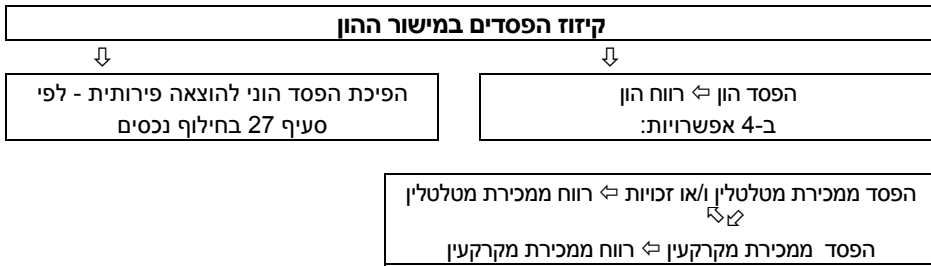 קיזוז הפסדים במישור ההון
⇩ ⇩
הפסד הון ⇦ רווח הון
ב-4 אפשרויות:
הפיכת הפסד הוני להוצאה פירותית - לפי
סעיף 27 בחילוף נכסים
הפסד ממכירת מטלטלין ו/או זכויות ⇦ רווח ממכירת מטלטלין
הפסד ממכירת מקרקעין ⇦ רווח ממכירת מקרקעין